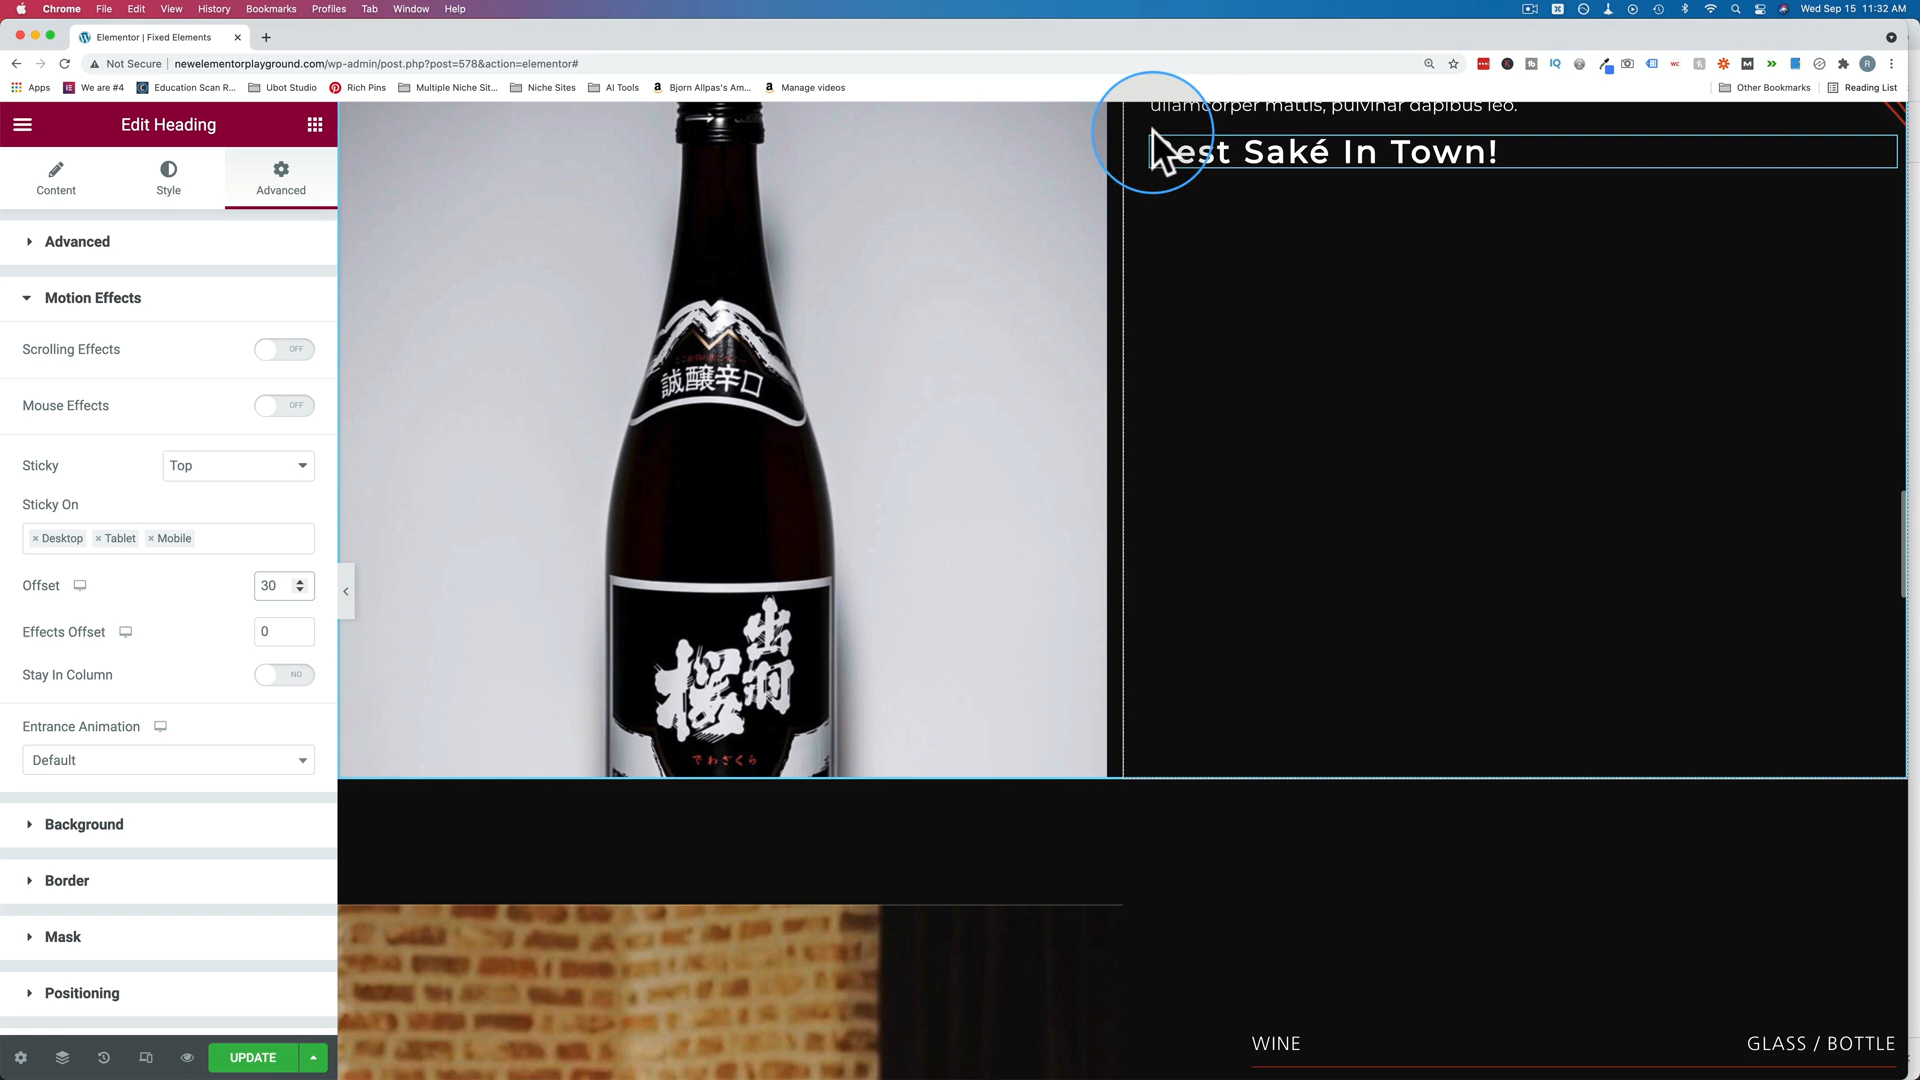 Chrome File Edit View History Bookmarks Profiles Tab Window Help
Wed Sep 15 11:32 AM
Elementor | Fixed Elements
Not Secure newelementorplayground.com/wp-admin/post.php?post=578&action=elementor#
Apps We are #4 Education Scan R... Ubot Studio Rich Pins Multiple Niche Sit... Niche Sites AI Tools Bjorn Allpas's Am... Manage videos Other Bookmarks Reading List
Edit Heading
Content Style Advanced
Advanced
Motion Effects
Scrolling Effects OFF
Mouse Effects OFF
Sticky Top
Sticky On
× Desktop × Tablet × Mobile
Offset 30
Effects Offset 0
Stay In Column NO
Entrance Animation
Default
Background
Border
Mask
Positioning
UPDATE
ullamcorper mattis, pulvinar dapibus leo.
est Saké In Town!
誠醸辛口
出羽
桜
でわざくら
WINE GLASS / BOTTLE